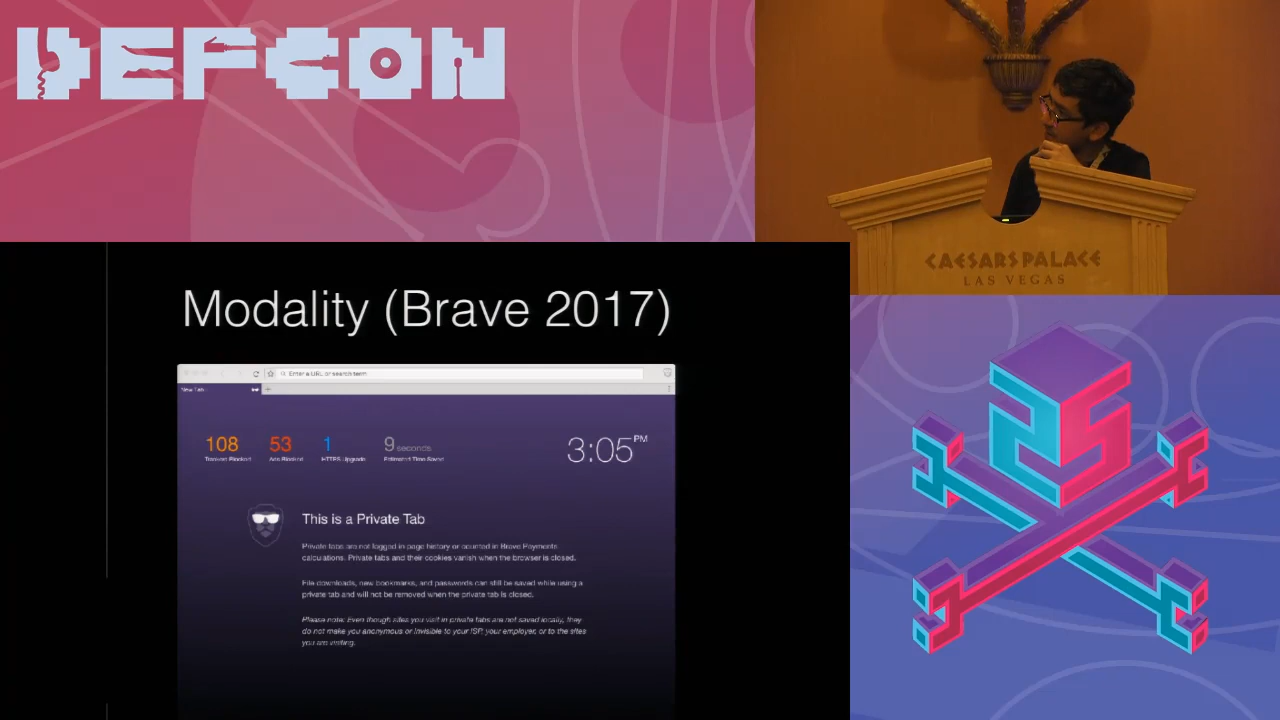 DEFCON
CAESARS PALACE
LAS VEGAS
Modality (Brave 2017)
Enter a URL or search term
New Tab
108
Trackers Blocked
53
Ads Blocked
1
HTTPS Upgrade
9 seconds
Estimated Time Saved
3:05 PM
This is a Private Tab
Private tabs are not logged in page history or counted in Brave Payments
calculations. Private tabs and their cookies vanish when the browser is closed.
File downloads, new bookmarks, and passwords can still be saved while using a
private tab and will not be removed when the private tab is closed.
Please note: Even though sites you visit in private tabs are not saved locally, they
do not make you anonymous or invisible to your ISP, your employer, or to the sites
you are visiting.
25